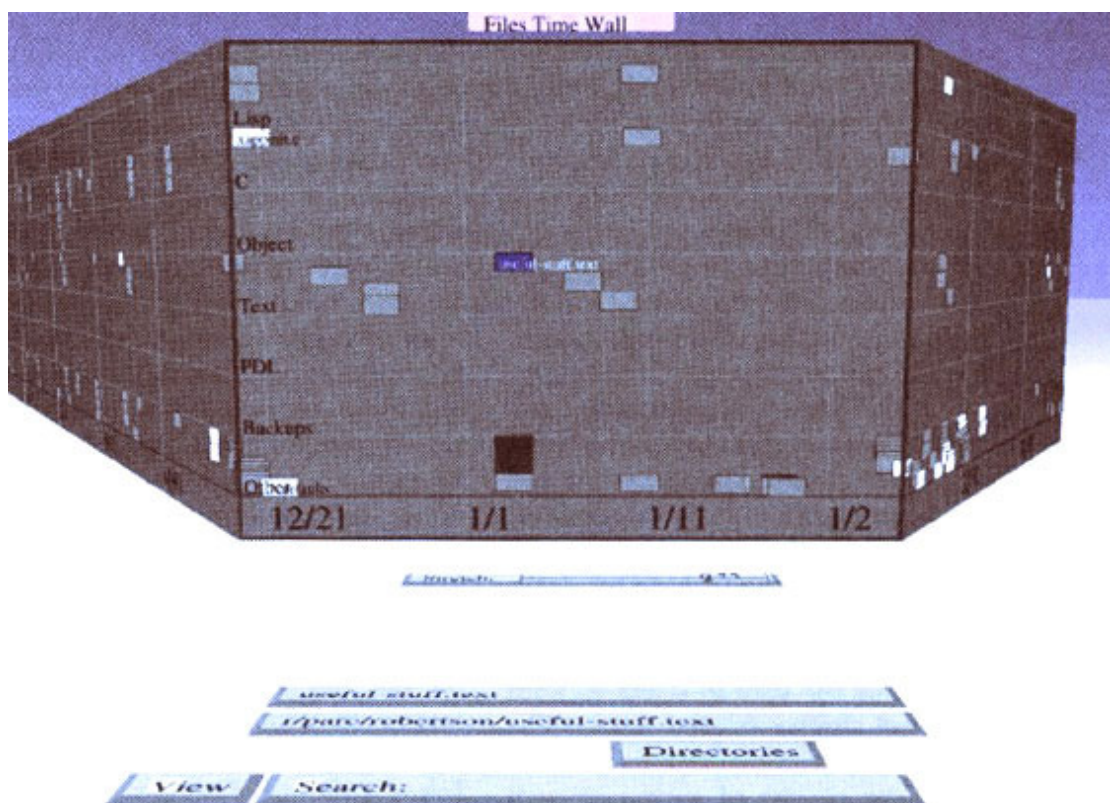 Files Time Wall
Lisp
C
Object
useful-stuff.text
Text
PDL
Backups
12/21 1/1 1/11 1/2
useful-stuff.text
r/parc/robertson/useful-stuff.text
Directories
View Search: